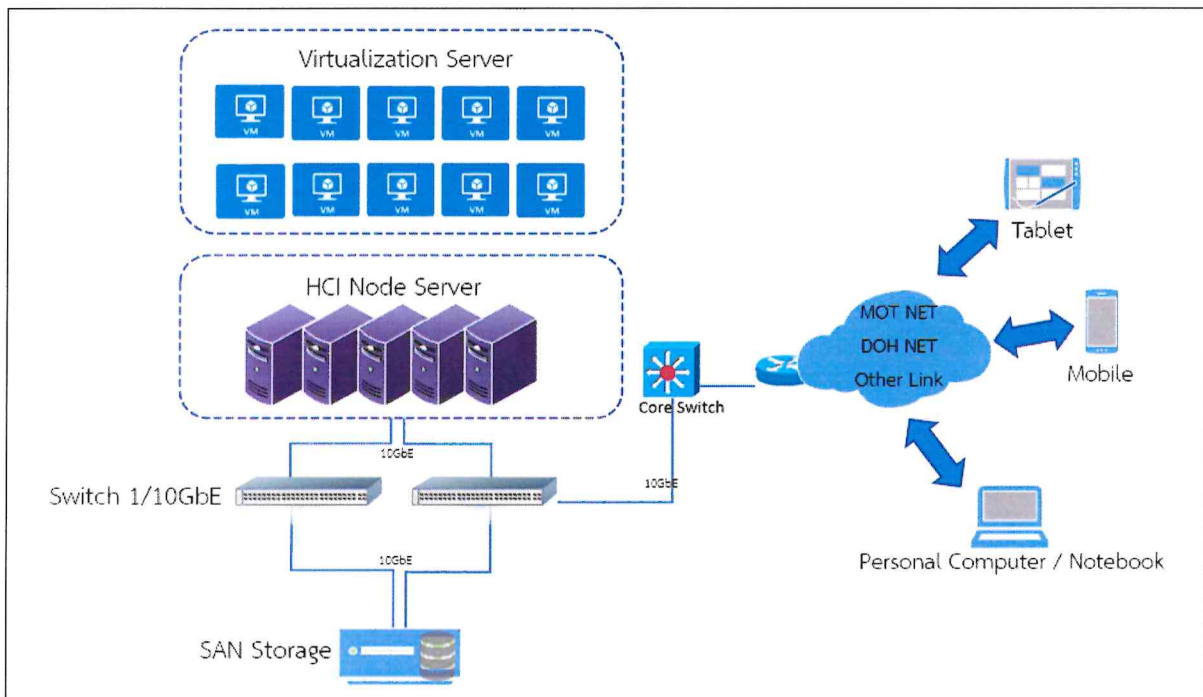 Virtualization Server
VM VM VM VM VM
VM VM VM VM VM
HCI Node Server
10GbE
Switch 1/10GbE
10GbE
10GbE
SAN Storage
Core Switch
MOT NET
DOH NET
Other Link
Tablet
Mobile
Personal Computer / Notebook